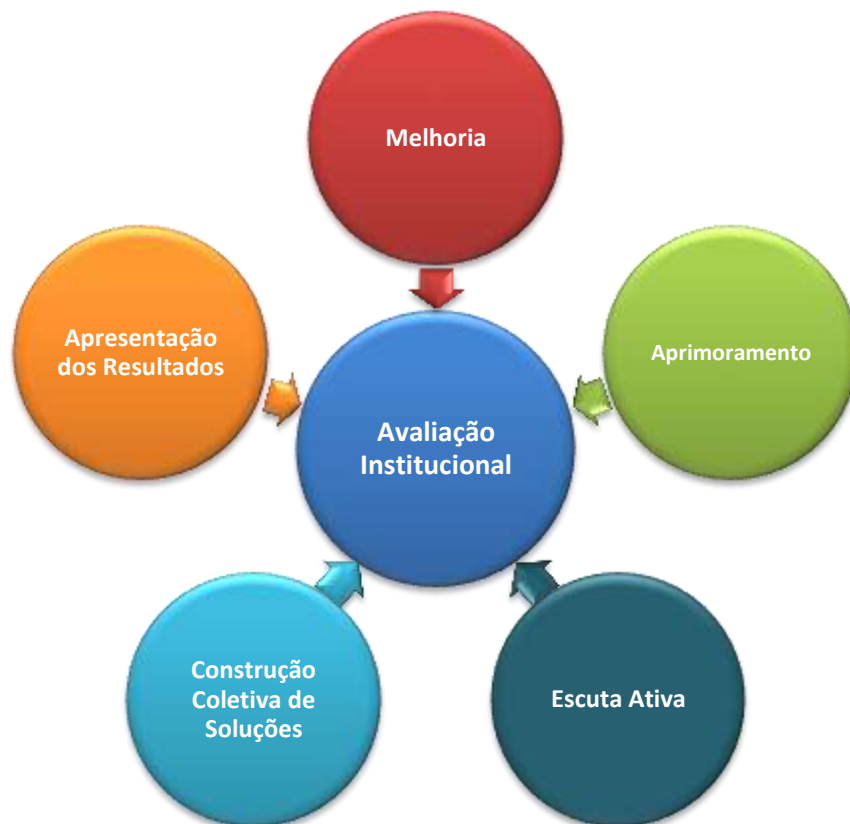 Melhoria
Apresentação
dos Resultados
Aprimoramento
Avaliação
Institucional
Construção
Coletiva de
Soluções
Escuta Ativa